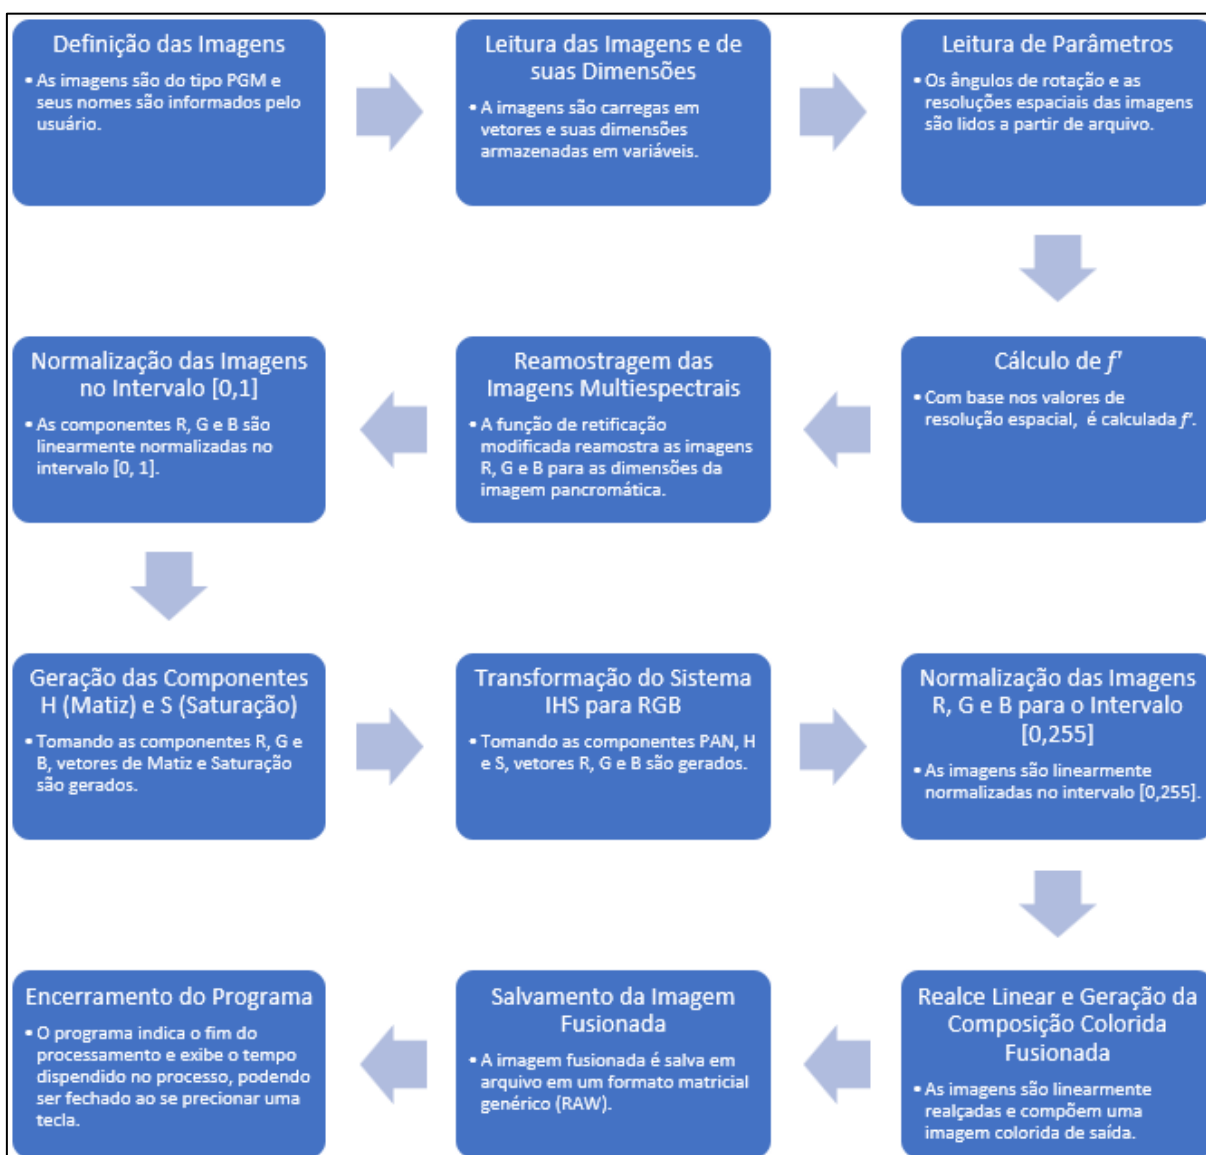 Definição das Imagens
• As imagens são do tipo PGM e
seus nomes são informados pelo
usuário.
Leitura das Imagens e de
suas Dimensões
• A imagens são carregas em
vetores e suas dimensões
armazenadas em variáveis.
Leitura de Parâmetros
• Os ângulos de rotação e as
resoluções espaciais das imagens
são lidos a partir de arquivo.
Cálculo de f'
• Com base nos valores de
resolução espacial, é calculada f'.
Reamostragem das
Imagens Multiespectrais
• A função de retificação
modificada reamostra as imagens
R, G e B para as dimensões da
imagem pancromática.
Normalização das Imagens
no Intervalo [0,1]
• As componentes R, G e B são
linearmente normalizadas no
intervalo [0, 1].
Geração das Componentes
H (Matiz) e S (Saturação)
• Tomando as componentes R, G e
B, vetores de Matiz e Saturação
são gerados.
Transformação do Sistema
IHS para RGB
• Tomando as componentes PAN, H
e S, vetores R, G e B são gerados.
Normalização das Imagens
R, G e B para o Intervalo
[0,255]
• As imagens são linearmente
normalizadas no intervalo [0,255].
Realce Linear e Geração da
Composição Colorida
Fusionada
• As imagens são linearmente
realçadas e compõem uma
imagem colorida de saída.
Salvamento da Imagem
Fusionada
• A imagem fusionada é salva em
arquivo em um formato matricial
genérico (RAW).
Encerramento do Programa
• O programa indica o fim do
processamento e exibe o tempo
dispendido no processo, podendo
ser fechado ao se precionar uma
tecla.